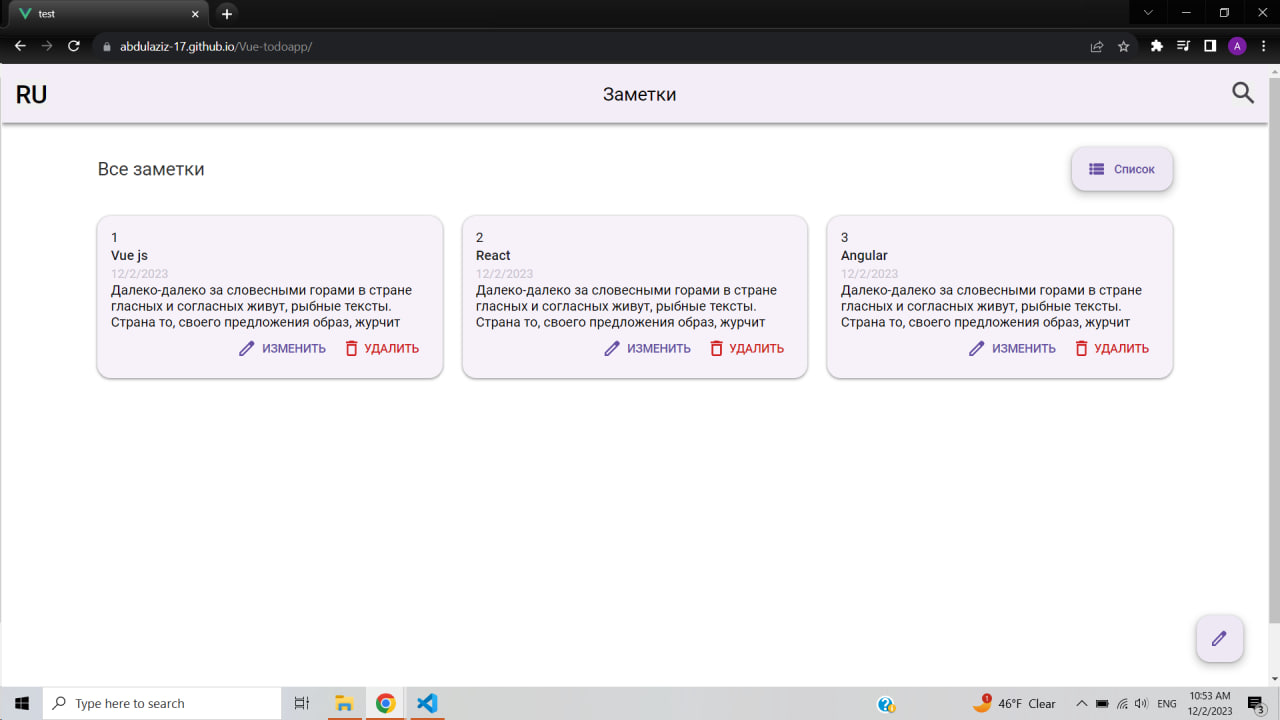 test
abdulaziz-17.github.io/Vue-todoapp/
A
RU
Заметки
Все заметки
Список
1
Vue js
12/2/2023
Далеко-далеко за словесными горами в стране
гласных и согласных живут, рыбные тексты.
Страна то, своего предложения образ, журчит
ИЗМЕНИТЬ
УДАЛИТЬ
2
React
12/2/2023
Далеко-далеко за словесными горами в стране
гласных и согласных живут, рыбные тексты.
Страна то, своего предложения образ, журчит
ИЗМЕНИТЬ
УДАЛИТЬ
3
Angular
12/2/2023
Далеко-далеко за словесными горами в стране
гласных и согласных живут, рыбные тексты.
Страна то, своего предложения образ, журчит
ИЗМЕНИТЬ
УДАЛИТЬ
Type here to search
1
46°F Clear
ENG
10:53 AM
12/2/2023
3